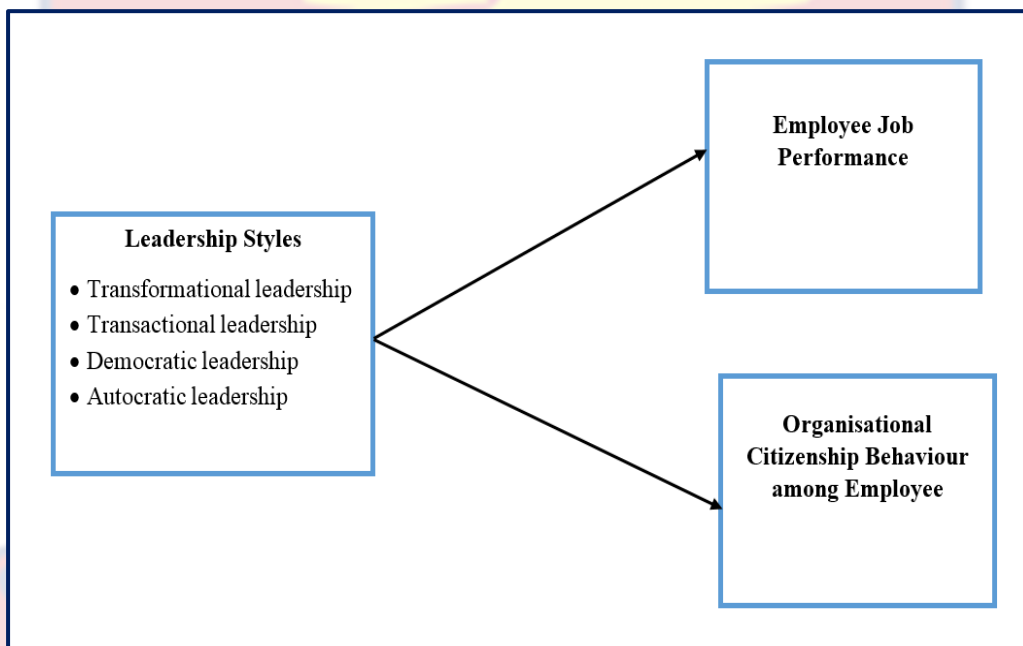 Leadership Styles
• Transformational leadership
• Transactional leadership
• Democratic leadership
• Autocratic leadership
Employee Job
Performance
Organisational
Citizenship Behaviour
among Employee